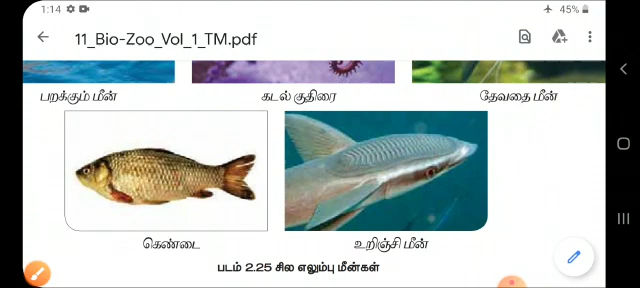 1:14 45%
11_Bio-Zoo_Vol_1_TM.pdf
பறக்கும் மீன் கடல் குதிரை தேவதை மீன்
கெண்டை உறிஞ்சி மீன்
படம் 2.25 சில எலும்பு மீன்கள்